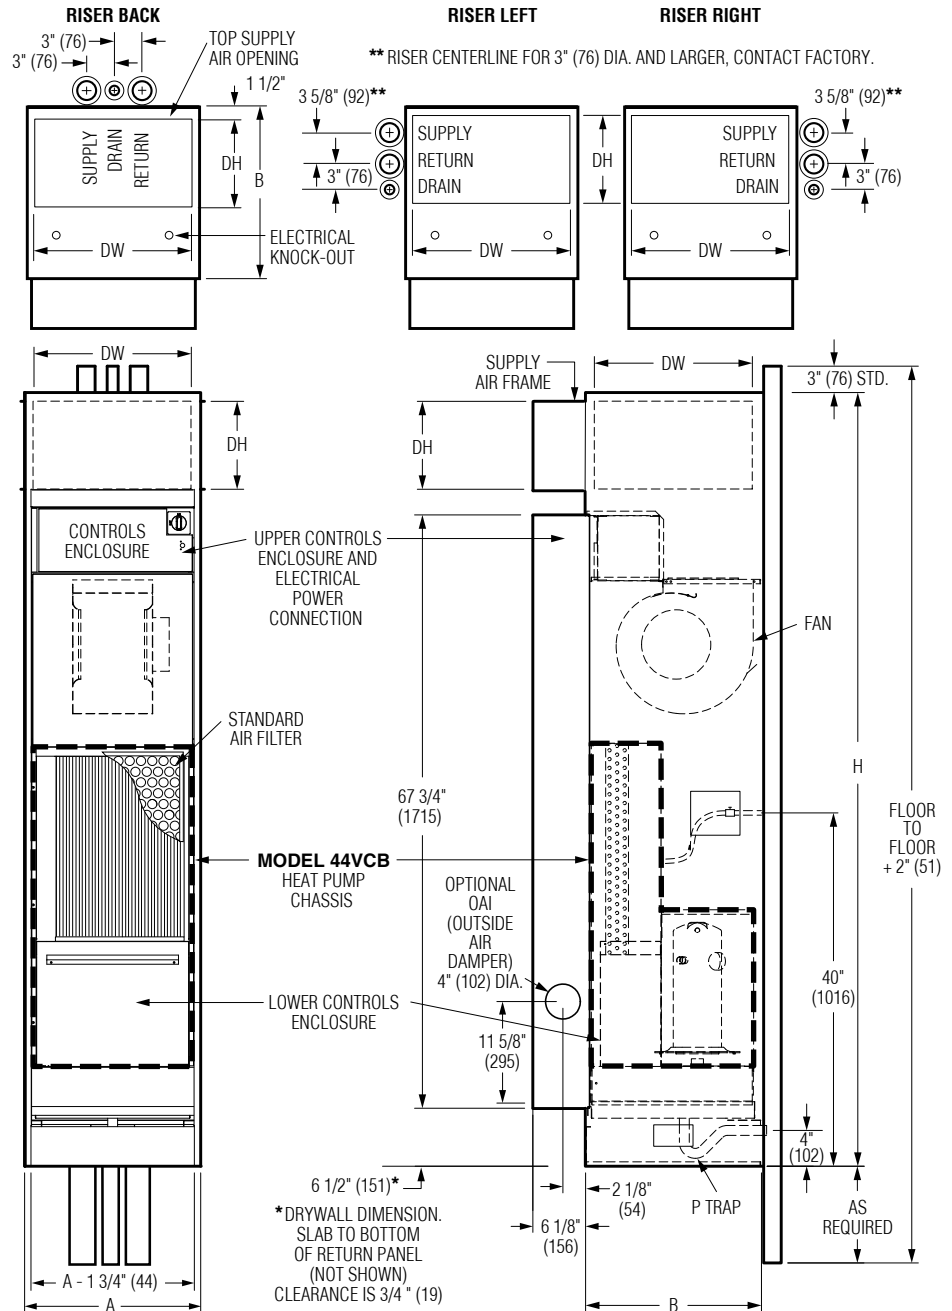 RISER BACK
3" (76)
3" (76)
TOP SUPPLY
AIR OPENING
1 1/2"
SUPPLY
DRAIN
RETURN
DH
B
DW
ELECTRICAL
KNOCK-OUT
RISER LEFT
RISER RIGHT
** RISER CENTERLINE FOR 3" (76) DIA. AND LARGER, CONTACT FACTORY.
3 5/8" (92)**
3" (76)
SUPPLY
RETURN
DRAIN
DH
DW
SUPPLY
RETURN
DRAIN
DW
3 5/8" (92)**
3" (76)
DW
DH
CONTROLS
ENCLOSURE
UPPER CONTROLS
ENCLOSURE AND
ELECTRICAL
POWER
CONNECTION
STANDARD
AIR FILTER
MODEL 44VCB
HEAT PUMP
CHASSIS
LOWER CONTROLS
ENCLOSURE
A - 1 3/4" (44)
A
SUPPLY
AIR FRAME
DW
3" (76) STD.
DH
FAN
67 3/4"
(1715)
OPTIONAL
OAI
(OUTSIDE
AIR
DAMPER)
4" (102) DIA.
11 5/8"
(295)
H
FLOOR
TO
FLOOR
+ 2" (51)
40"
(1016)
4"
(102)
6 1/2" (151)*
*DRYWALL DIMENSION.
SLAB TO BOTTOM
OF RETURN PANEL
(NOT SHOWN)
CLEARANCE IS 3/4 " (19)
6 1/8"
(156)
2 1/8"
(54)
P TRAP
AS
REQUIRED
B